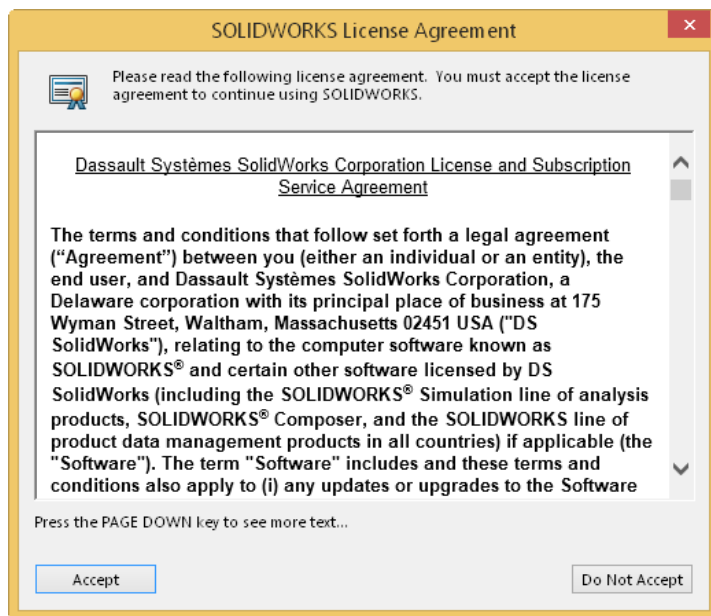 SOLIDWORKS License Agreement
Please read the following license agreement. You must accept the license
agreement to continue using SOLIDWORKS.
Dassault Systèmes SolidWorks Corporation License and Subscription
Service Agreement
The terms and conditions that follow set forth a legal agreement
(“Agreement”) between you (either an individual or an entity), the
end user, and Dassault Systèmes SolidWorks Corporation, a
Delaware corporation with its principal place of business at 175
Wyman Street, Waltham, Massachusetts 02451 USA ("DS
SolidWorks"), relating to the computer software known as
SOLIDWORKS® and certain other software licensed by DS
SolidWorks (including the SOLIDWORKS® Simulation line of analysis
products, SOLIDWORKS® Composer, and the SOLIDWORKS line of
product data management products in all countries) if applicable (the
"Software"). The term "Software" includes and these terms and
conditions also apply to (i) any updates or upgrades to the Software
Press the PAGE DOWN key to see more text...
Accept
Do Not Accept